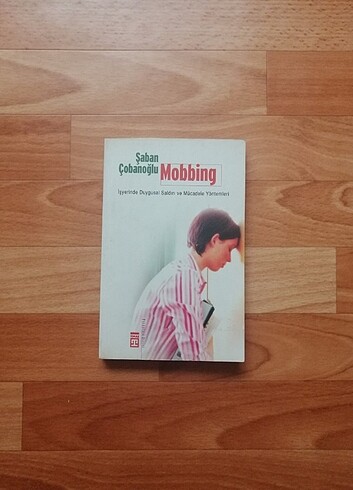 Şaban
Çobanoğlu Mobbing
İşyerinde Duygusal Saldırı ve Mücadele Yöntemleri